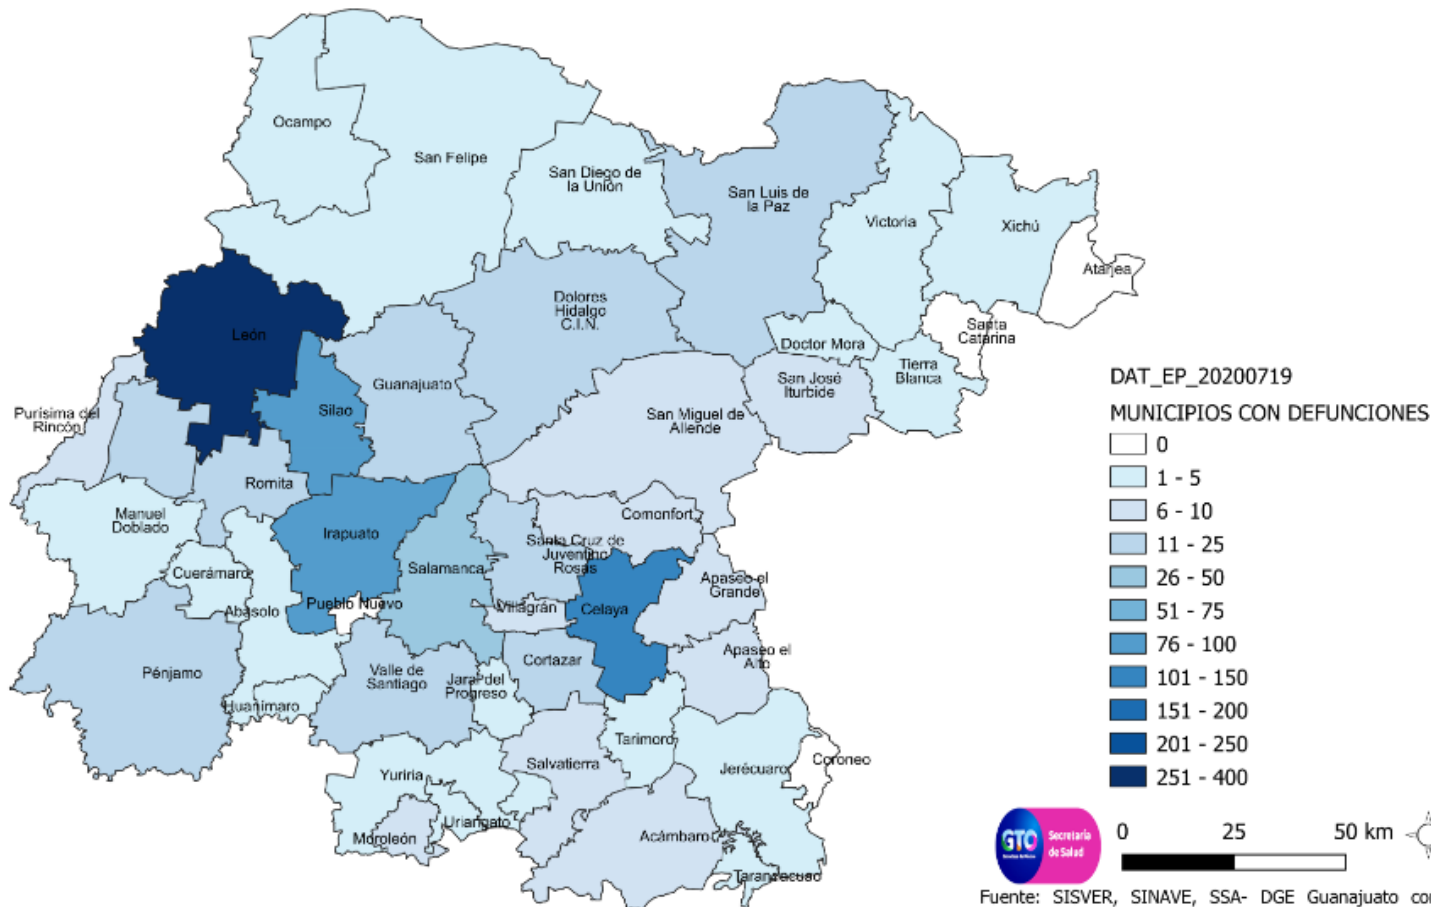 Ocampo
San Felipe
San Diego de
la Unión
San Luis de
la Paz
Victoria
Xichú
Atarjea
León
Dolores
Hidalgo
C.I.N.
Santa
Catarina
Doctor Mora
Tierra
Blanca
San José
Iturbide
Guanajuato
Silao
Purísima del
Rincón
San Miguel de
Allende
Romita
Manuel
Doblado
Irapuato
Comonfort
Santa Cruz de
Juventino
Rosas
Salamanca
Cuerámaro
Abasolo
Pueblo Nuevo
Villagrán
Celaya
Apaseo el
Grande
Apaseo el
Alto
Pénjamo
Valle de
Santiago
Jaral del
Progreso
Cortazar
Huanímaro
Tarimoro
Salvatierra
Jerécuaro
Coroneo
Yuriria
Uriangato
Moroleón
Acámbaro
Tarandacuao
DAT_EP_20200719
MUNICIPIOS CON DEFUNCIONES
0
1 - 5
6 - 10
11 - 25
26 - 50
51 - 75
76 - 100
101 - 150
151 - 200
201 - 250
251 - 400
GTO
Secretaría
de Salud
0 25 50 km
Fuente: SISVER, SINAVE, SSA- DGE Guanajuato co